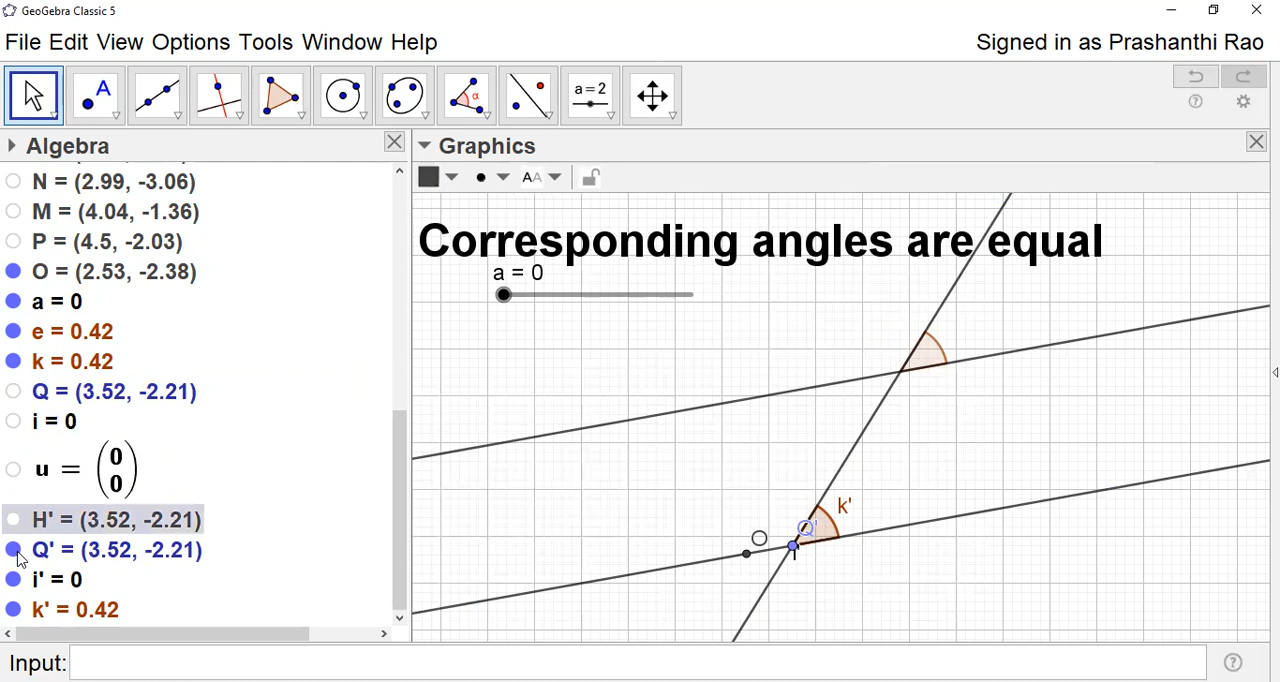 GeoGebra Classic 5
File Edit View Options Tools Window Help
Signed in as Prashanthi Rao
A
α
a=2
Algebra
Graphics
AA
N = (2.99, -3.06)
M = (4.04, -1.36)
P = (4.5, -2.03)
O = (2.53, -2.38)
a = 0
e = 0.42
k = 0.42
Q = (3.52, -2.21)
i = 0
u = (0
0)
H' = (3.52, -2.21)
Q' = (3.52, -2.21)
i' = 0
k' = 0.42
Corresponding angles are equal
a = 0
k'
Q'
O
Input: